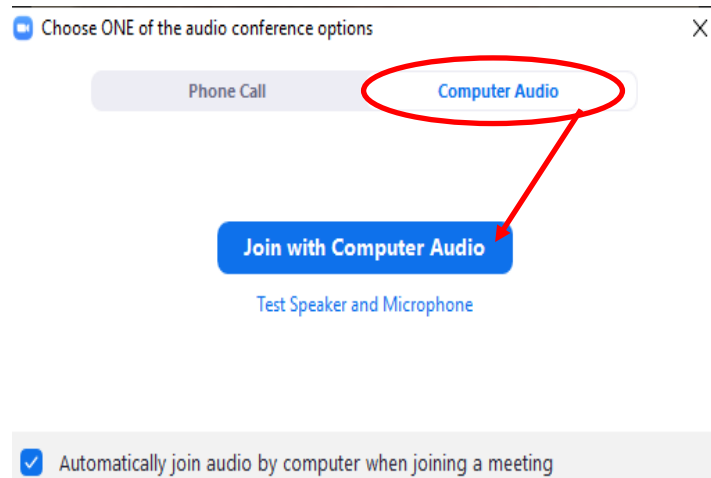 Choose ONE of the audio conference options
Phone Call
Computer Audio
Join with Computer Audio
Test Speaker and Microphone
Automatically join audio by computer when joining a meeting